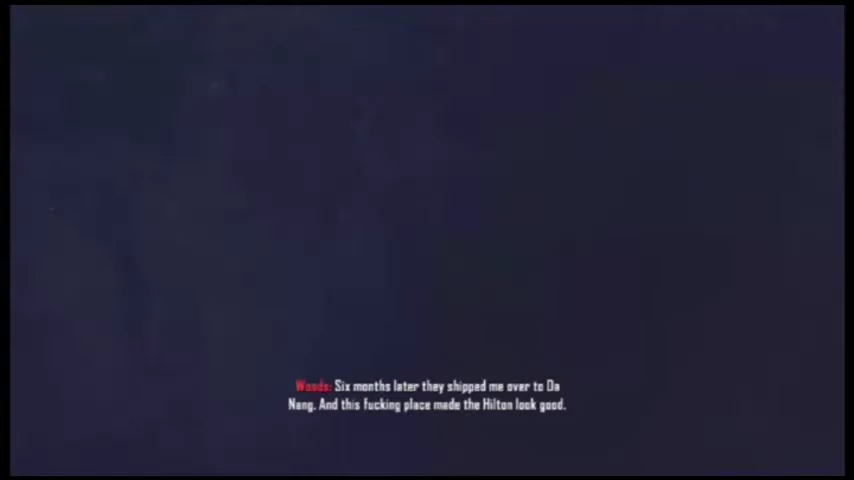 Woods: Six months later they shipped me over to Da
Nang. And this fucking place made the Hilton look good.